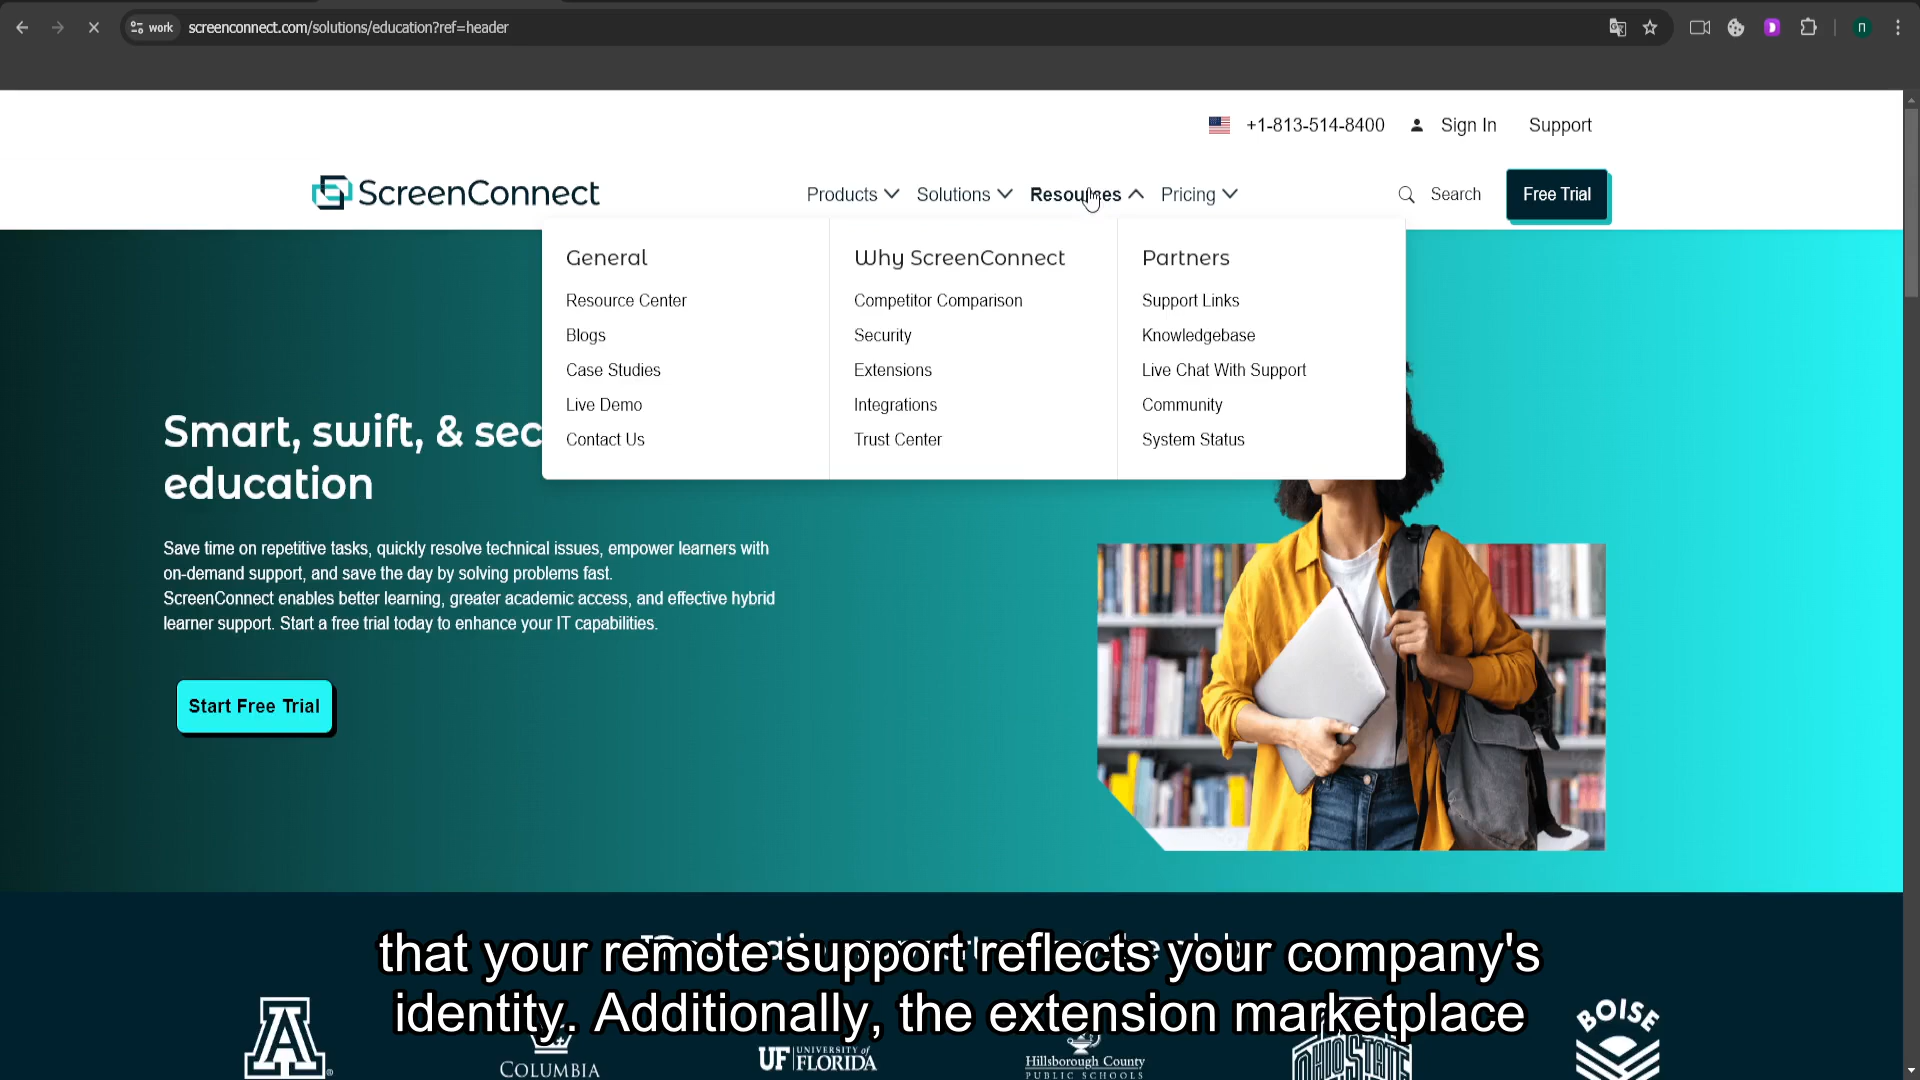 work
screenconnect.com/solutions/education?ref=header
+1-813-514-8400
Sign In
Support
ScreenConnect
Products
Solutions
Resources
Pricing
Search
Free Trial
General
Resource Center
Blogs
Case Studies
Live Demo
Contact Us
Why ScreenConnect
Competitor Comparison
Security
Extensions
Integrations
Trust Center
Partners
Support Links
Knowledgebase
Live Chat With Support
Community
System Status
Smart, swift, & sec
education
Save time on repetitive tasks, quickly resolve technical issues, empower learners with
on-demand support, and save the day by solving problems fast.
ScreenConnect enables better learning, greater academic access, and effective hybrid
learner support. Start a free trial today to enhance your IT capabilities.
Start Free Trial
that your remote support reflects your company's
identity. Additionally, the extension marketplace
A
COLUMBIA
UF UNIVERSITY of FLORIDA
Hillsborough County
PUBLIC SCHOOLS
OHIO STATE
BOISE